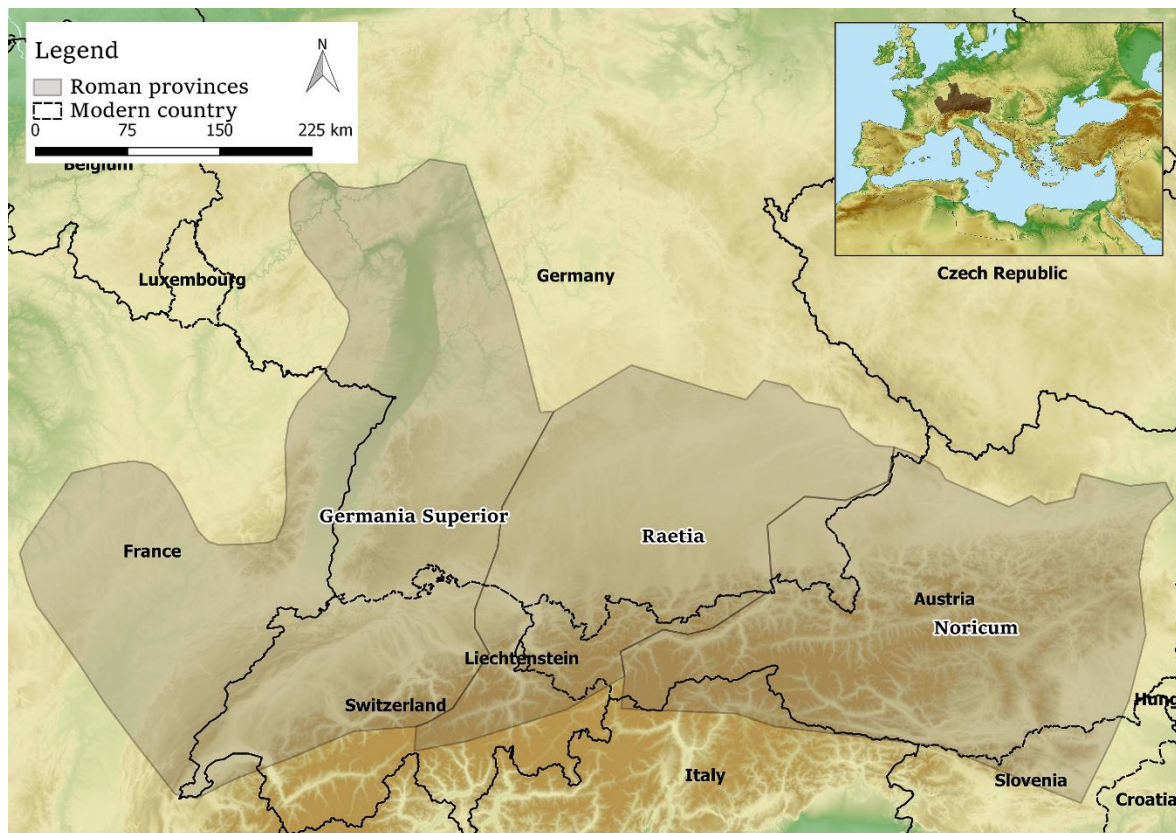 Legend
N
Roman provinces
Modern country
0 75 150 225 km
Belgium
Luxembourg
Germany
Czech Republic
Germania Superior
Raetia
France
Austria
Noricum
Liechtenstein
Switzerland
Hung
Italy
Slovenia
Croatia